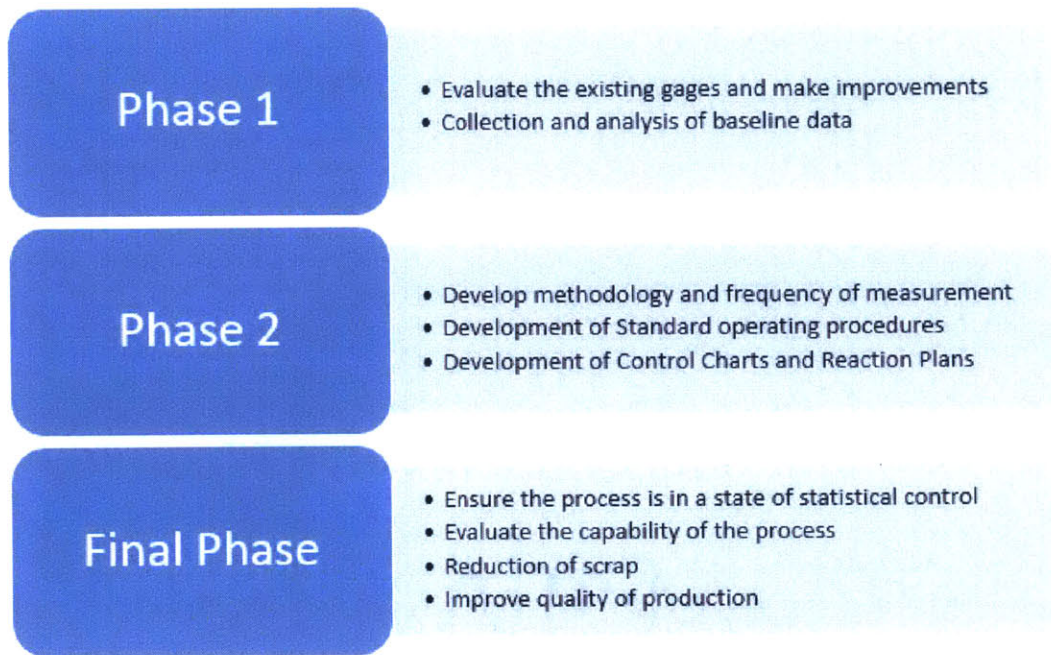 Phase 1
• Evaluate the existing gages and make improvements
• Collection and analysis of baseline data
Phase 2
• Develop methodology and frequency of measurement
• Development of Standard operating procedures
• Development of Control Charts and Reaction Plans
Final Phase
• Ensure the process is in a state of statistical control
• Evaluate the capability of the process
• Reduction of scrap
• Improve quality of production